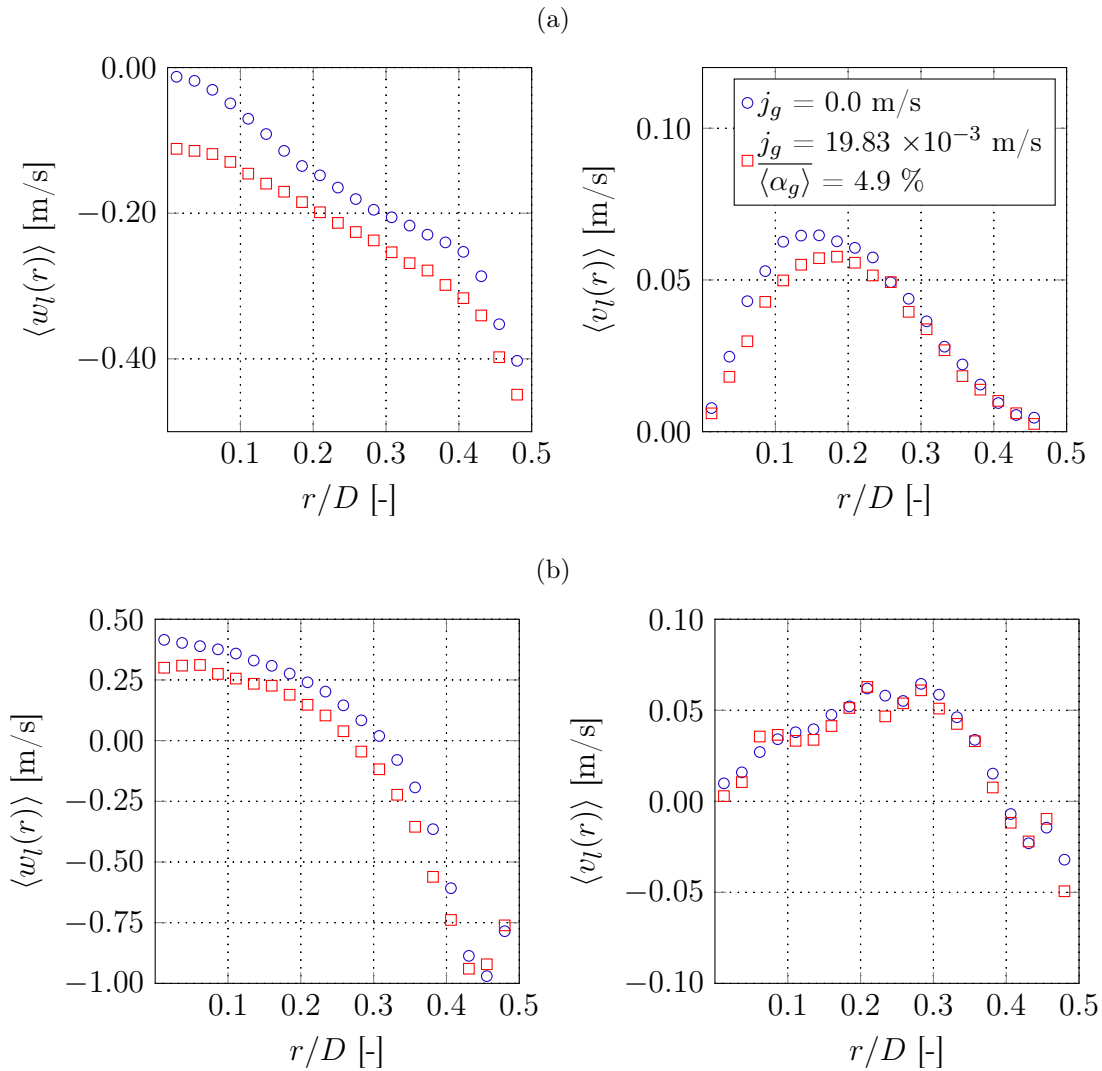 (a)
0.00
−0.20
−0.40
⟨w_l(r)⟩ [m/s]
0.1 0.2 0.3 0.4 0.5
r/D [-]
0.10
0.05
0.00
⟨v_l(r)⟩ [m/s]
j_g = 0.0 m/s
j_g = 19.83 ×10^{−3} m/s
\overline{⟨α_g⟩} = 4.9 %
0.1 0.2 0.3 0.4 0.5
r/D [-]
(b)
0.50
0.25
0.00
−0.25
−0.50
−0.75
−1.00
⟨w_l(r)⟩ [m/s]
0.1 0.2 0.3 0.4 0.5
r/D [-]
0.10
0.05
0.00
−0.05
−0.10
⟨v_l(r)⟩ [m/s]
0.1 0.2 0.3 0.4 0.5
r/D [-]